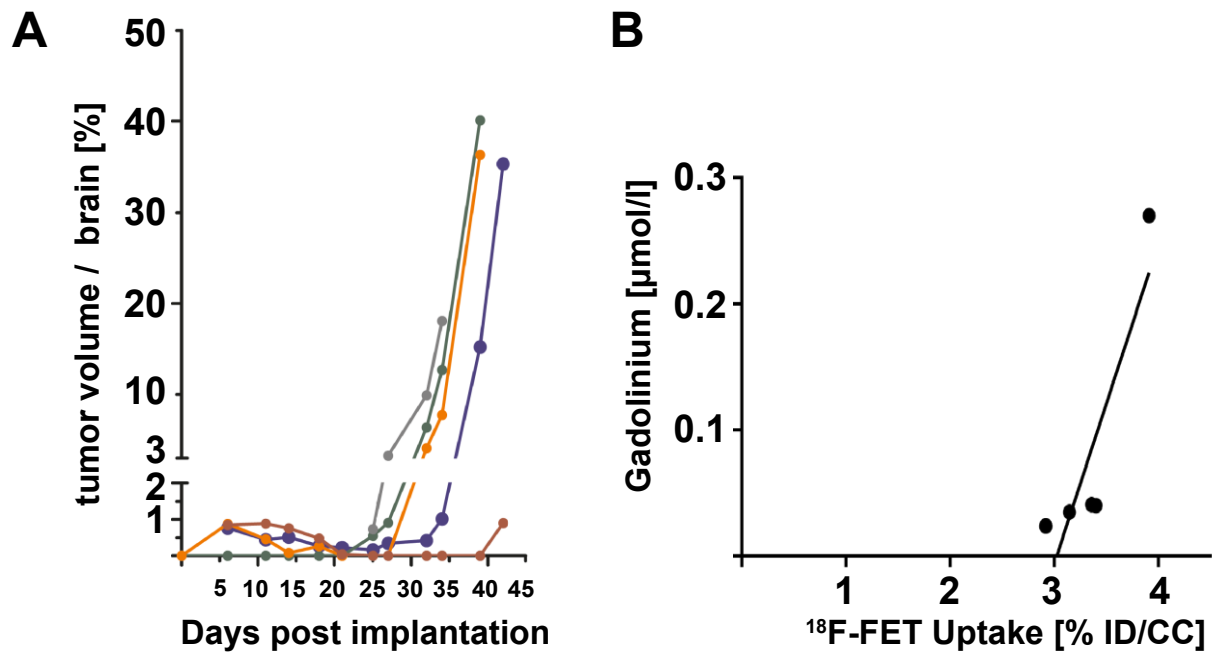 A
tumor volume / brain [%]
50
40
30
20
10
3
2
1
5 10 15 20 25 30 35 40 45
Days post implantation
B
Gadolinium [µmol/l]
0.3
0.2
0.1
1 2 3 4
¹⁸F-FET Uptake [% ID/CC]